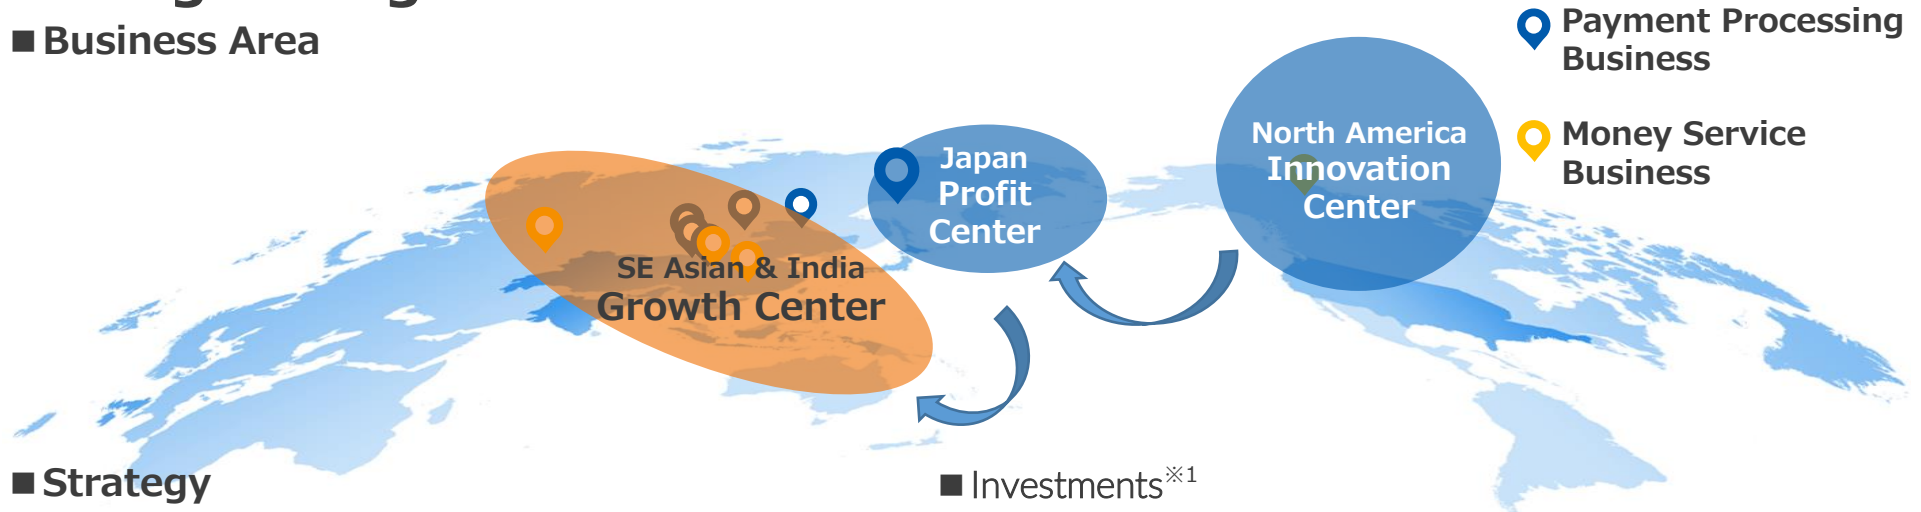 ■ Business Area
Payment Processing
Business
Money Service
Business
North America
Innovation
Center
Japan
Profit
Center
SE Asian & India
Growth Center
■ Strategy
■ Investments※1